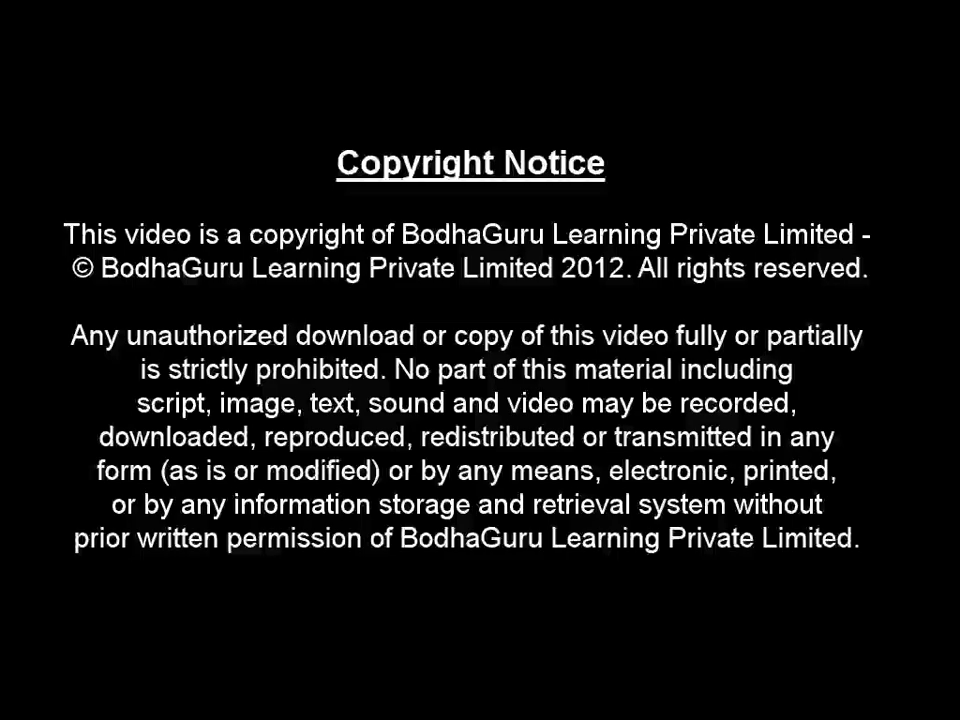 Copyright Notice
This video is a copyright of BodhaGuru Learning Private Limited -
© BodhaGuru Learning Private Limited 2012. All rights reserved.
Any unauthorized download or copy of this video fully or partially
is strictly prohibited. No part of this material including
script, image, text, sound and video may be recorded,
downloaded, reproduced, redistributed or transmitted in any
form (as is or modified) or by any means, electronic, printed,
or by any information storage and retrieval system without
prior written permission of BodhaGuru Learning Private Limited.